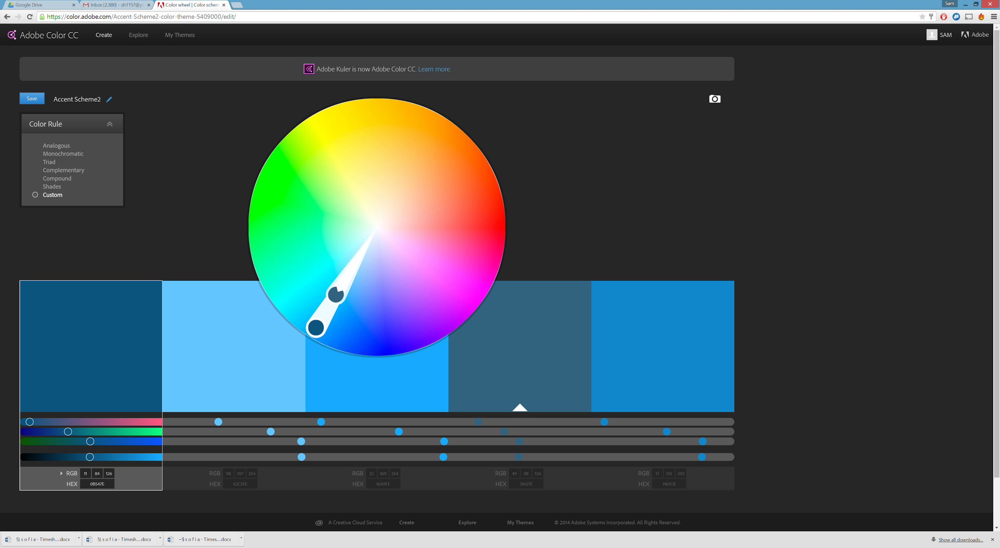 Google Drive
Inbox (2,880) - sh1157@yo
Color wheel | Color schem
Sam
https://color.adobe.com/Accent-Scheme2-color-theme-5409000/edit/
Adobe Color CC
Create
Explore
My Themes
SAM
Adobe
Adobe Kuler is now Adobe Color CC. Learn more.
Save
Accent Scheme2
Color Rule
Analogous
Monochromatic
Triad
Complementary
Compound
Shades
Custom
RGB 11 84 126
HEX 0B547E
RGB 98 197 254
HEX 62C5FE
RGB 22 169 254
HEX 16A9FE
RGB 49 98 126
HEX 31627E
RGB 17 135 203
HEX 1187CB
A Creative Cloud Service
Create
Explore
My Themes
© 2014 Adobe Systems Incorporated. All Rights Reserved.
5) s o f i a - Timesh....docx
5) s o f i a - Timesh....docx
~$ s o f i a - Times....docx
Show all downloads...